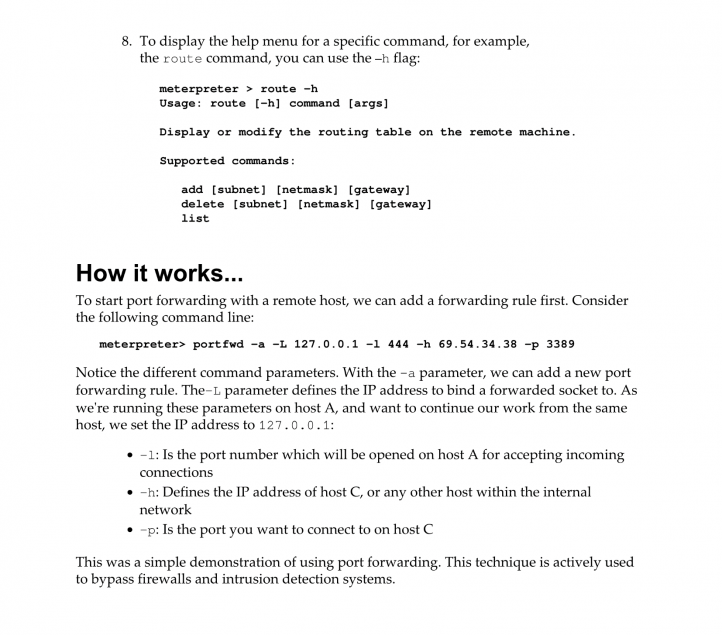 8. To display the help menu for a specific command, for example,
the route command, you can use the –h flag:
meterpreter > route –h
Usage: route [–h] command [args]
Display or modify the routing table on the remote machine.
Supported commands:
add [subnet] [netmask] [gateway]
delete [subnet] [netmask] [gateway]
list
How it works...
To start port forwarding with a remote host, we can add a forwarding rule first. Consider
the following command line:
meterpreter> portfwd –a –L 127.0.0.1 –l 444 –h 69.54.34.38 –p 3389
Notice the different command parameters. With the –a parameter, we can add a new port
forwarding rule. The–L parameter defines the IP address to bind a forwarded socket to. As
we're running these parameters on host A, and want to continue our work from the same
host, we set the IP address to 127.0.0.1:
• –l: Is the port number which will be opened on host A for accepting incoming
connections
• –h: Defines the IP address of host C, or any other host within the internal
network
• –p: Is the port you want to connect to on host C
This was a simple demonstration of using port forwarding. This technique is actively used
to bypass firewalls and intrusion detection systems.